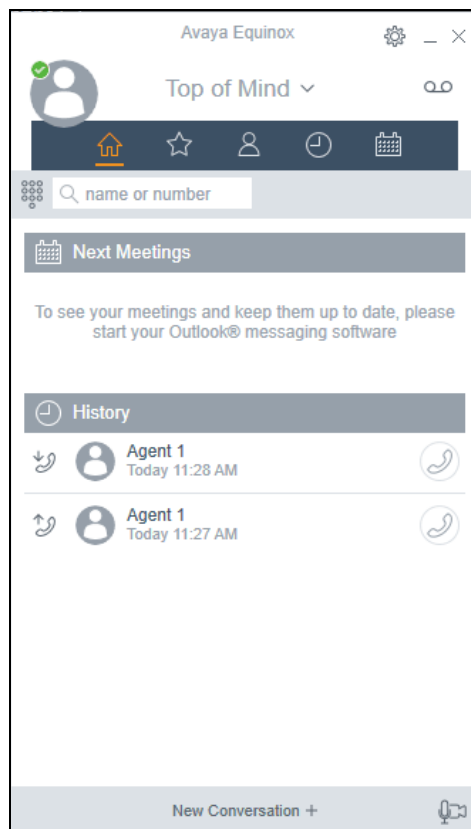 Avaya Equinox
Top of Mind
name or number
Next Meetings
To see your meetings and keep them up to date, please
start your Outlook® messaging software
History
Agent 1
Today 11:28 AM
Agent 1
Today 11:27 AM
New Conversation +